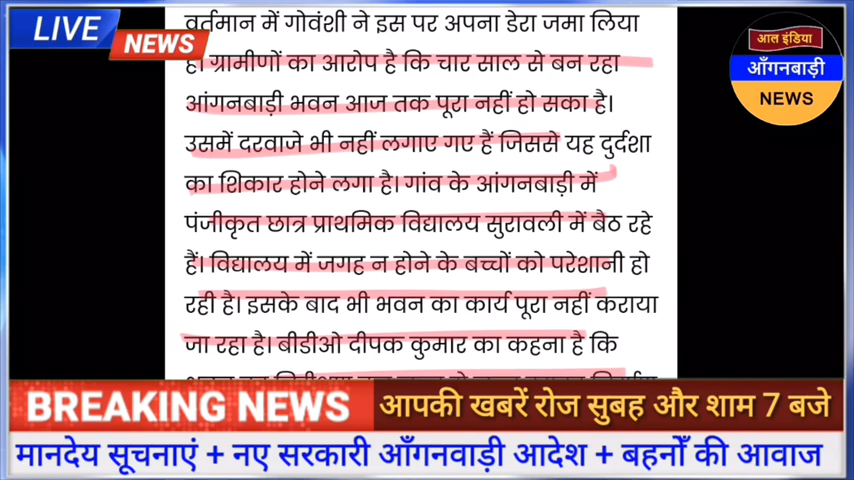 LIVE
NEWS
आल इंडिया
आँगनबाड़ी
NEWS
वर्तमान में गोवंशी ने इस पर अपना डेरा जमा लिया
है। ग्रामीणों का आरोप है कि चार साल से बन रहा
आंगनबाड़ी भवन आज तक पूरा नहीं हो सका है।
उसमें दरवाजे भी नहीं लगाए गए हैं जिससे यह दुर्दशा
का शिकार होने लगा है। गांव के आंगनबाड़ी में
पंजीकृत छात्र प्राथमिक विद्यालय सुरावली में बैठ रहे
हैं। विद्यालय में जगह न होने के बच्चों को परेशानी हो
रही है। इसके बाद भी भवन का कार्य पूरा नहीं कराया
जा रहा है। बीडीओ दीपक कुमार का कहना है कि
BREAKING NEWS
आपकी खबरें रोज सुबह और शाम 7 बजे
मानदेय सूचनाएं + नए सरकारी आँगनवाड़ी आदेश + बहनोँ की आवाज